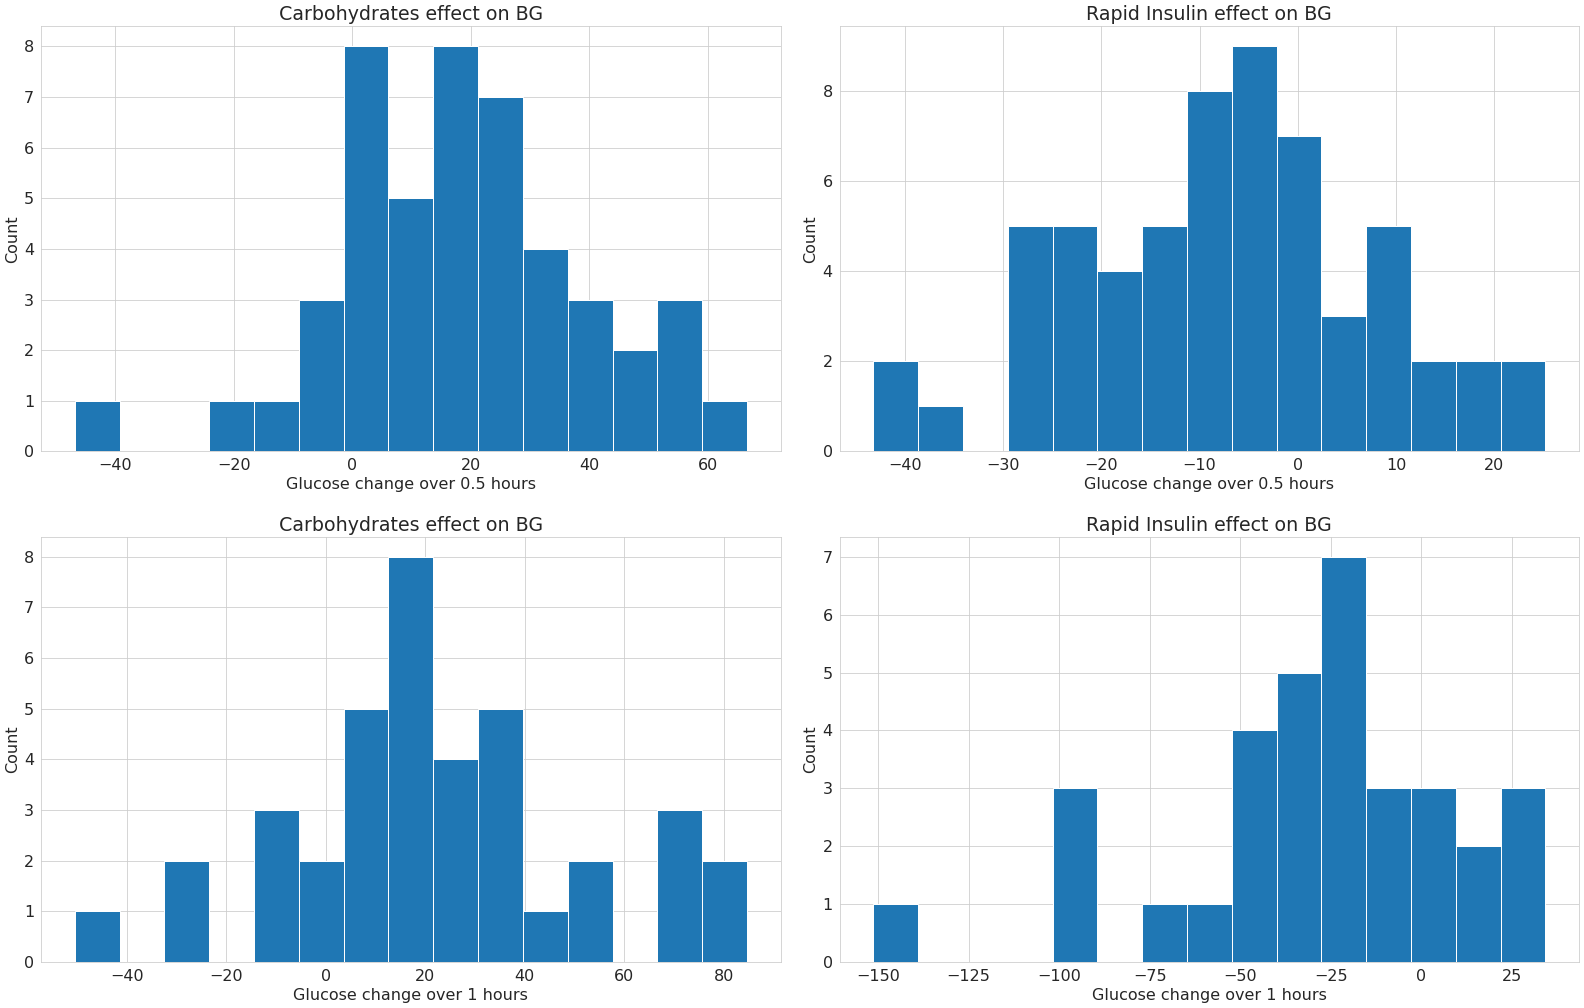 Carbohydrates effect on BG
8
7
6
5
4
3
2
1
0
Count
−40 −20 0 20 40 60
Glucose change over 0.5 hours
Rapid Insulin effect on BG
8
6
4
2
0
Count
−40 −30 −20 −10 0 10 20
Glucose change over 0.5 hours
Carbohydrates effect on BG
8
7
6
5
4
3
2
1
0
Count
−40 −20 0 20 40 60 80
Glucose change over 1 hours
Rapid Insulin effect on BG
7
6
5
4
3
2
1
0
Count
−150 −125 −100 −75 −50 −25 0 25
Glucose change over 1 hours